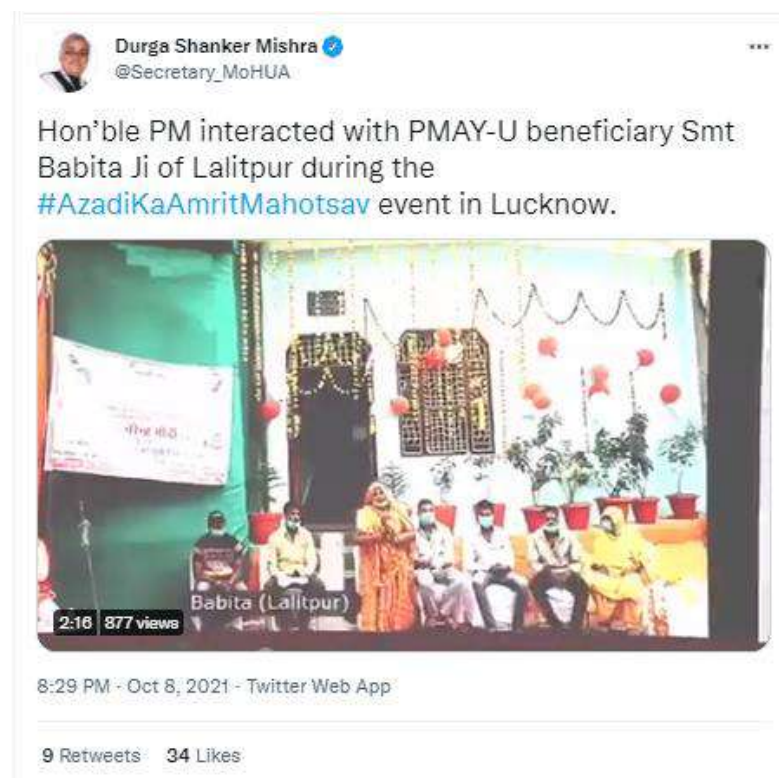 Durga Shanker Mishra
@Secretary_MoHUA
Hon'ble PM interacted with PMAY-U beneficiary Smt
Babita Ji of Lalitpur during the
#AzadiKaAmritMahotsav event in Lucknow.
नरेन्द्र मोदी
Babita (Lalitpur)
2:16 877 views
8:29 PM · Oct 8, 2021 · Twitter Web App
9 Retweets 34 Likes